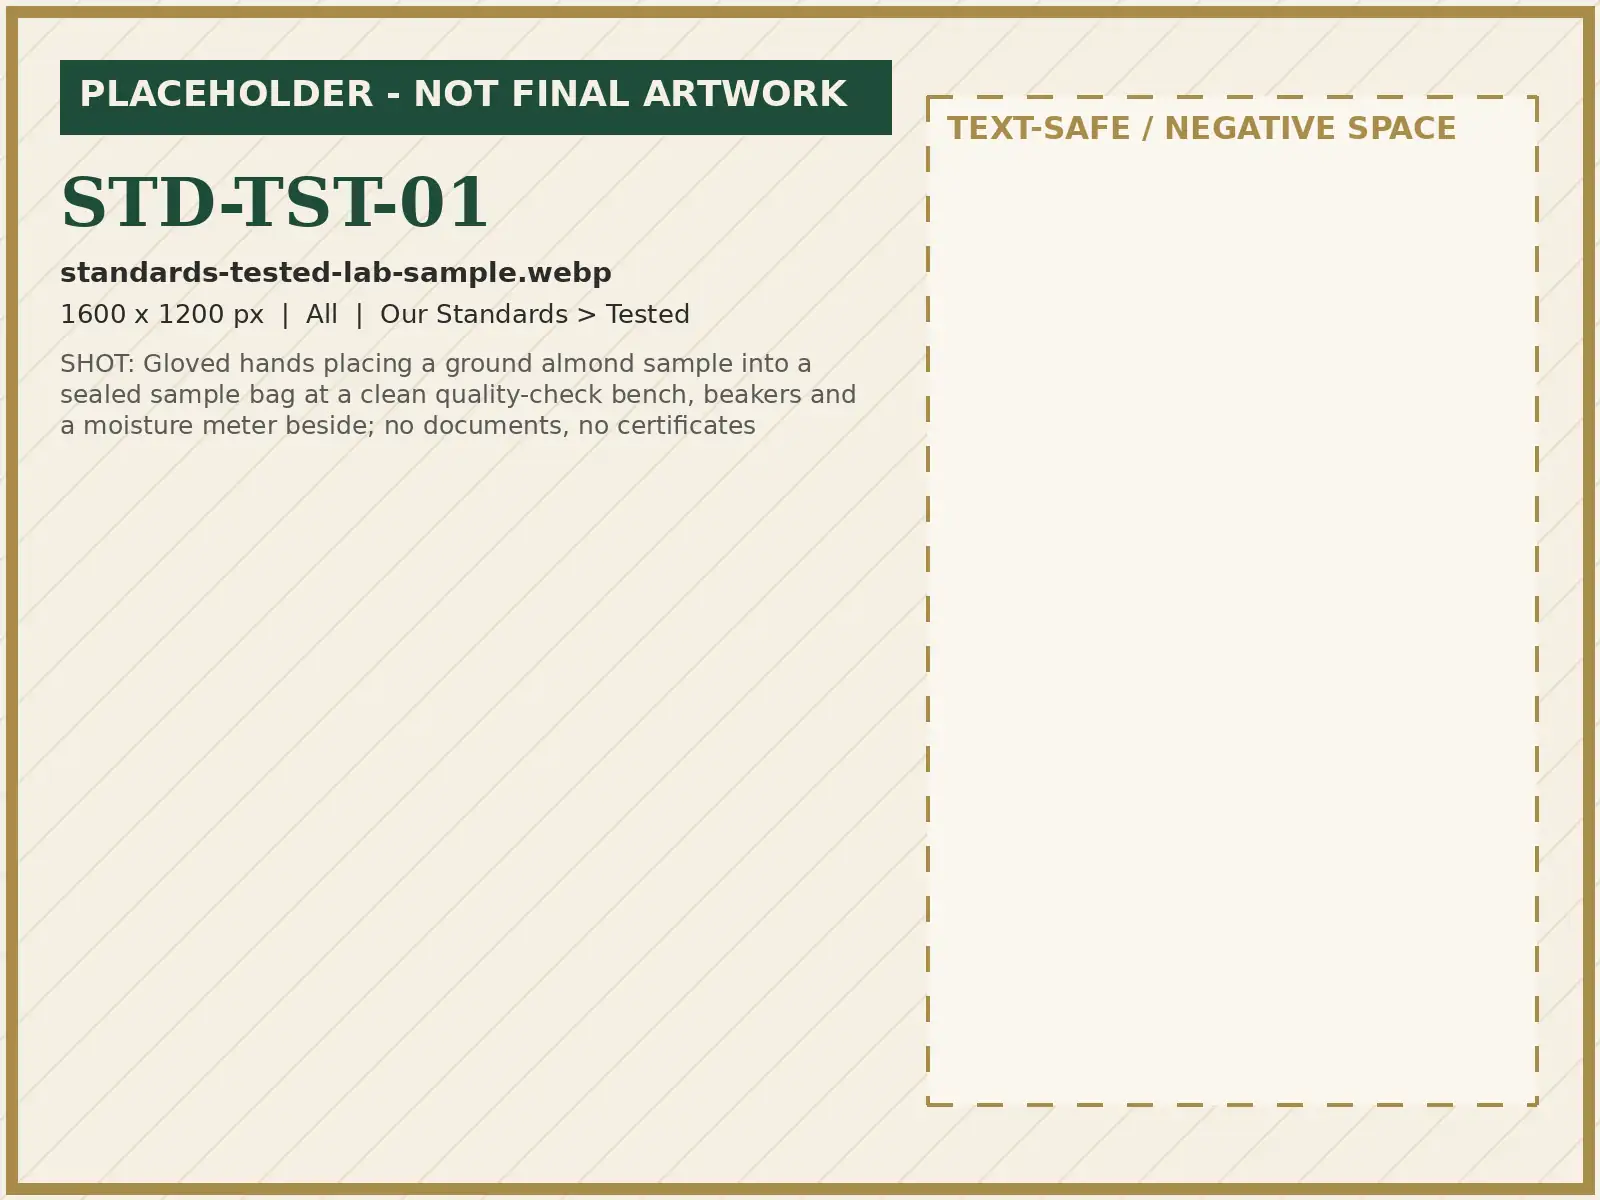 PLACEHOLDER - NOT FINAL ARTWORK
STD-TST-01
standards-tested-lab-sample.webp
1600 x 1200 px | All | Our Standards > Tested
SHOT: Gloved hands placing a ground almond sample into a
sealed sample bag at a clean quality-check bench, beakers and
a moisture meter beside; no documents, no certificates
TEXT-SAFE / NEGATIVE SPACE